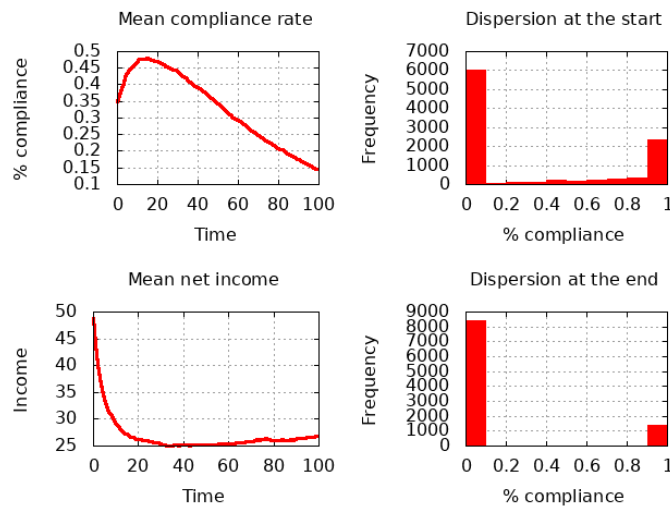 Mean compliance rate
% compliance
0.5
0.45
0.4
0.35
0.3
0.25
0.2
0.15
0.1
0 20 40 60 80 100
Time
Dispersion at the start
Frequency
7000
6000
5000
4000
3000
2000
1000
0
0 0.2 0.4 0.6 0.8 1
% compliance
Mean net income
Income
50
45
40
35
30
25
0 20 40 60 80 100
Time
Dispersion at the end
Frequency
9000
8000
7000
6000
5000
4000
3000
2000
1000
0
0 0.2 0.4 0.6 0.8 1
% compliance